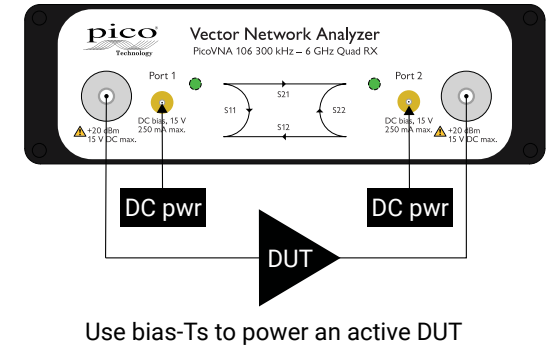 pico
Technology
Vector Network Analyzer
PicoVNA 106 300 kHz – 6 GHz Quad RX
Port 1
Port 2
S21
S11
S22
S12
DC bias, 15 V
250 mA max.
DC bias, 15 V
250 mA max.
+20 dBm
15 V DC max.
+20 dBm
15 V DC max.
DC pwr
DC pwr
DUT
Use bias-Ts to power an active DUT